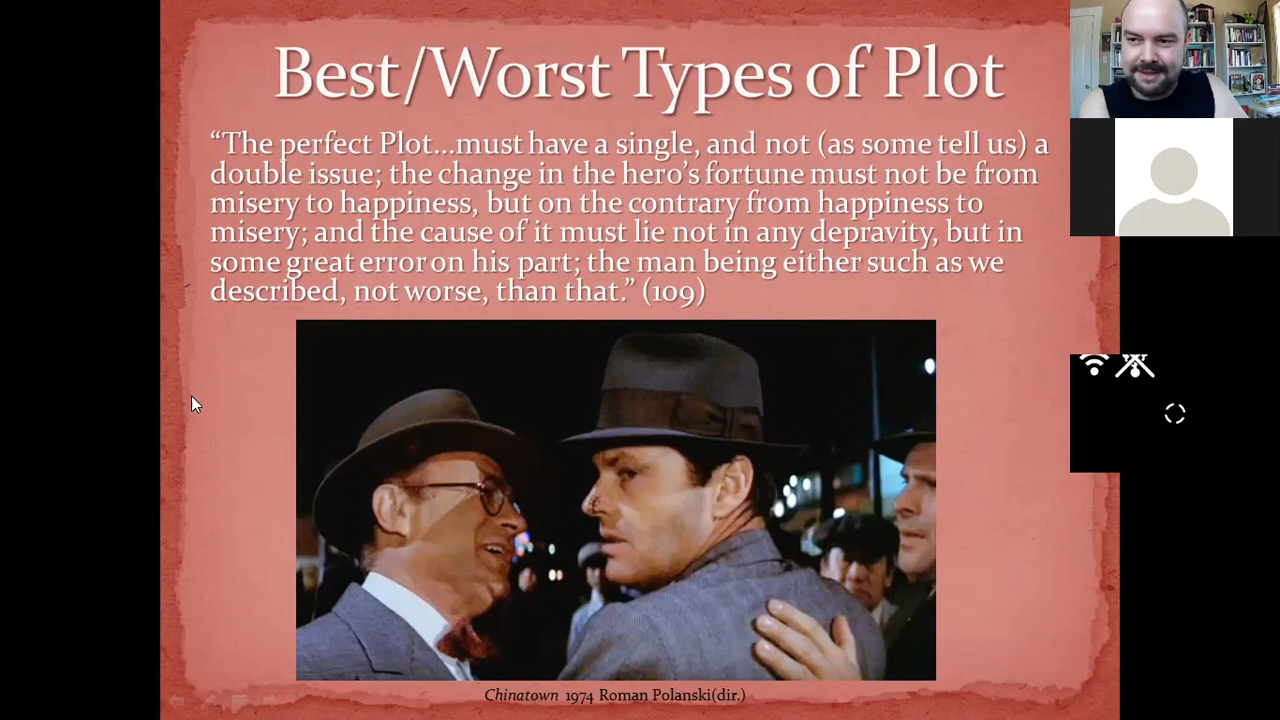 Best/Worst Types of Plot
“The perfect Plot...must have a single, and not (as some tell us) a
double issue; the change in the hero’s fortune must not be from
misery to happiness, but on the contrary from happiness to
misery; and the cause of it must lie not in any depravity, but in
some great error on his part; the man being either such as we
described, not worse, than that.” (109)
Chinatown 1974 Roman Polanski(dir.)